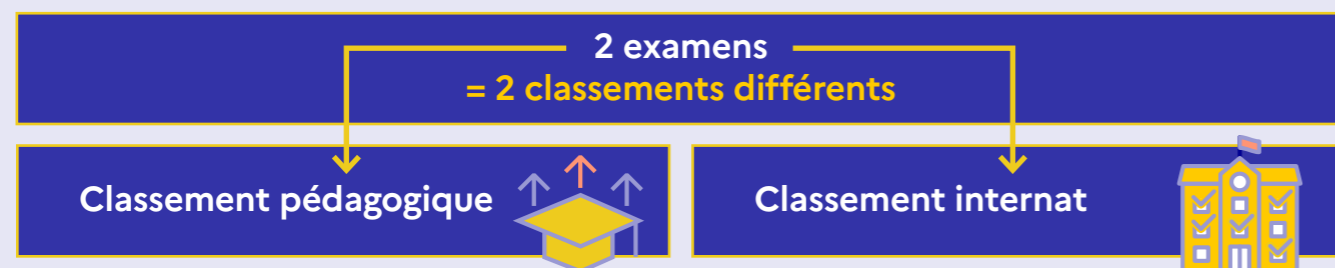 2 examens
= 2 classements différents
Classement pédagogique
Classement internat